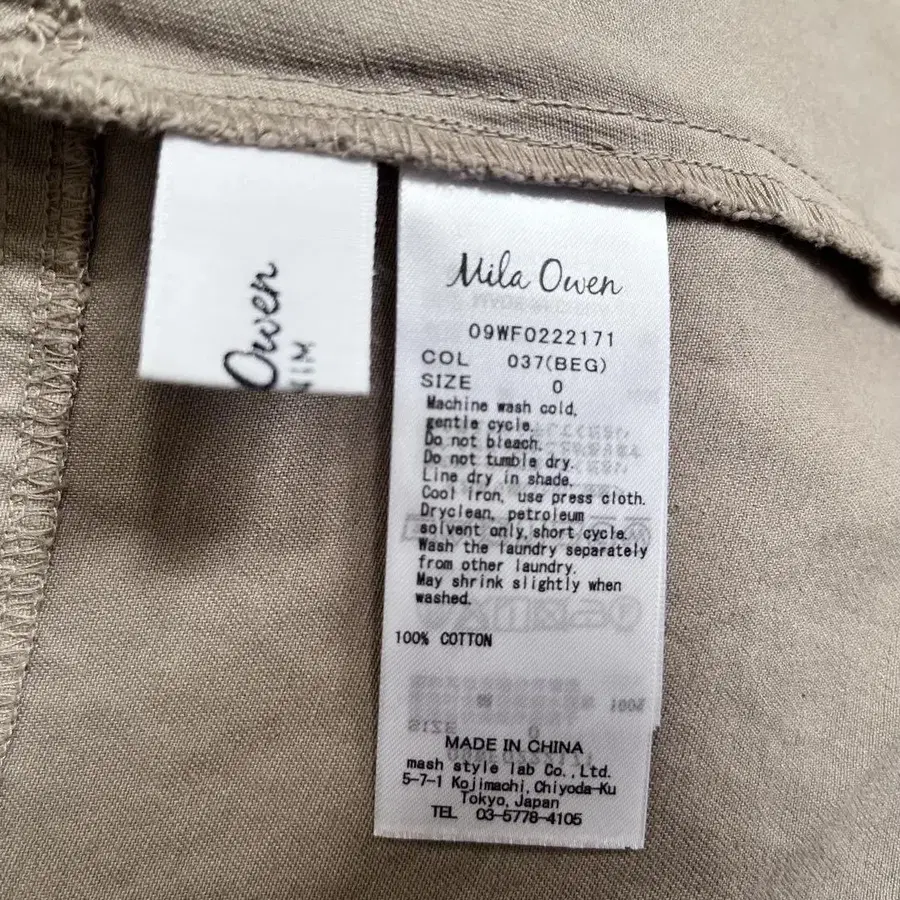 Owen
Mila Owen
09WF0222171
COL 037(BEG)
SIZE 0
Machine wash cold,
gentle cycle.
Do not bleach.
Do not tumble dry.
Line dry in shade.
Cool iron, use press cloth.
Dryclean, petroleum
solvent only, short cycle.
Wash the laundry separately
from other laundry.
May shrink slightly when
washed.
100% COTTON
SIZE 0
MADE IN CHINA
mash style lab Co.,Ltd.
5-7-1 Kojimachi,Chiyoda-Ku
Tokyo,Japan
TEL 03-5778-4105